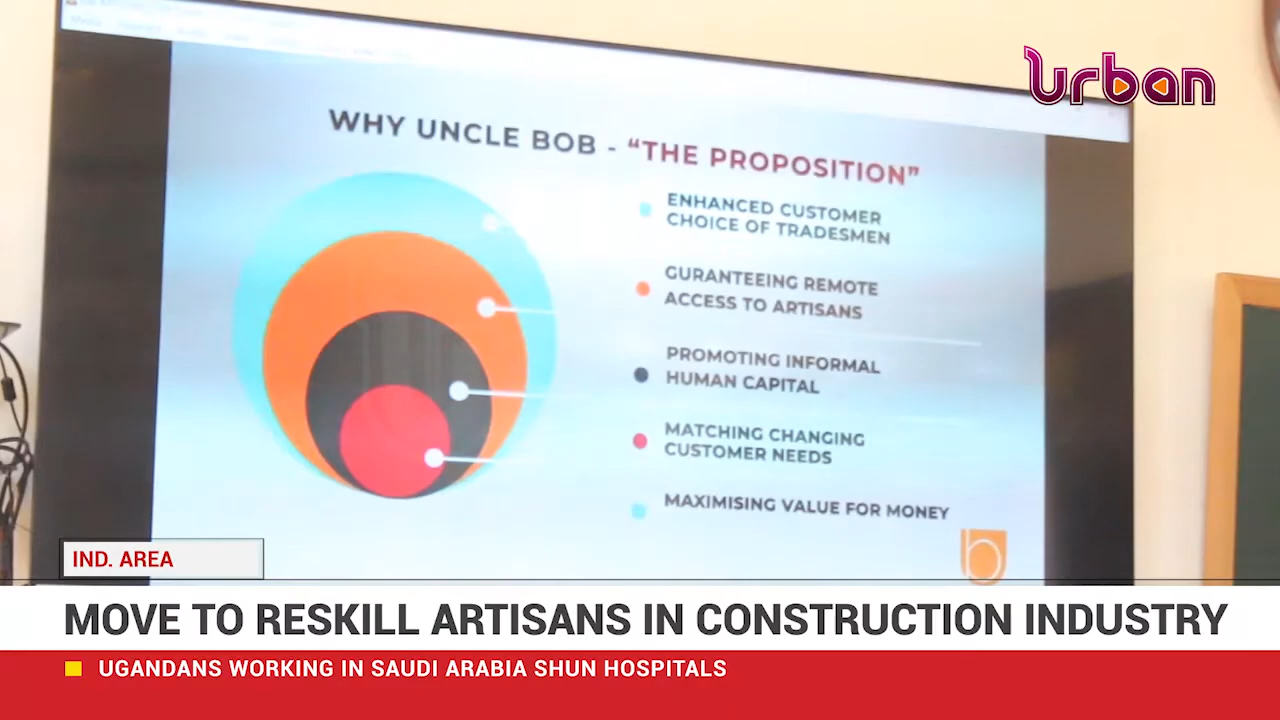 Urban
WHY UNCLE BOB - “THE PROPOSITION”
ENHANCED CUSTOMER
CHOICE OF TRADESMEN
GURANTEEING REMOTE
ACCESS TO ARTISANS
PROMOTING INFORMAL
HUMAN CAPITAL
MATCHING CHANGING
CUSTOMER NEEDS
MAXIMISING VALUE FOR MONEY
b
IND. AREA
MOVE TO RESKILL ARTISANS IN CONSTRUCTION INDUSTRY
UGANDANS WORKING IN SAUDI ARABIA SHUN HOSPITALS